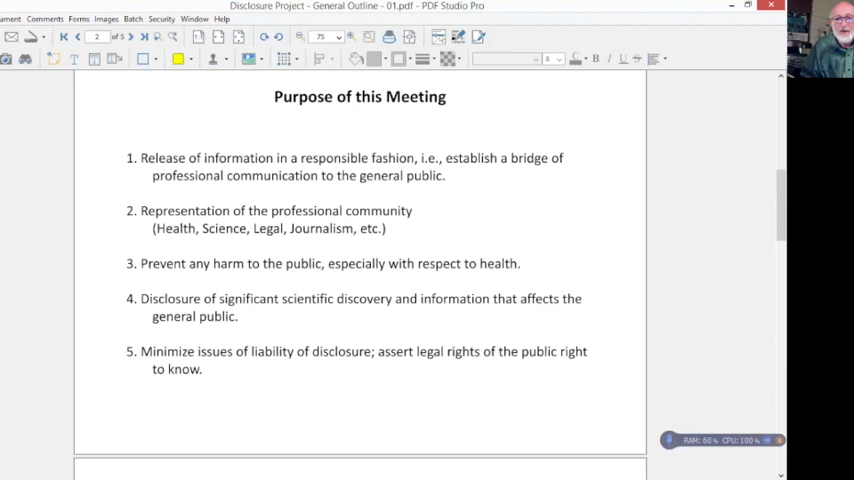 Disclosure Project - General Outline - 01.pdf - PDF Studio Pro
ument Comments Forms Images Batch Security Window Help
2 of 5 75
8 B I U S
Purpose of this Meeting
1. Release of information in a responsible fashion, i.e., establish a bridge of
professional communication to the general public.
2. Representation of the professional community
(Health, Science, Legal, Journalism, etc.)
3. Prevent any harm to the public, especially with respect to health.
4. Disclosure of significant scientific discovery and information that affects the
general public.
5. Minimize issues of liability of disclosure; assert legal rights of the public right
to know.
RAM: 60% CPU: 100%